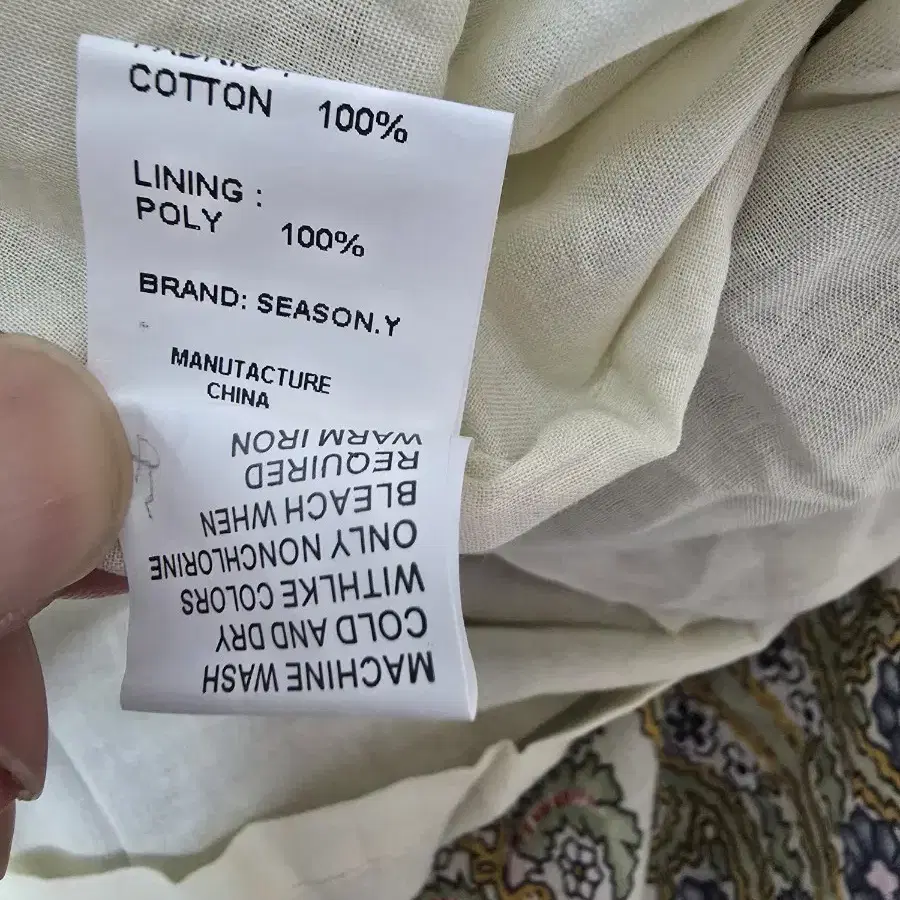 COTTON 100%
LINING :
POLY 100%
BRAND: SEASON.Y
MANUTACTURE
CHINA
MACHINE WASH
COLD AND DRY
WITHLKE COLORS
ONLY NONCHLORINE
BLEACH WHEN
REQUIRED
WARM IRON